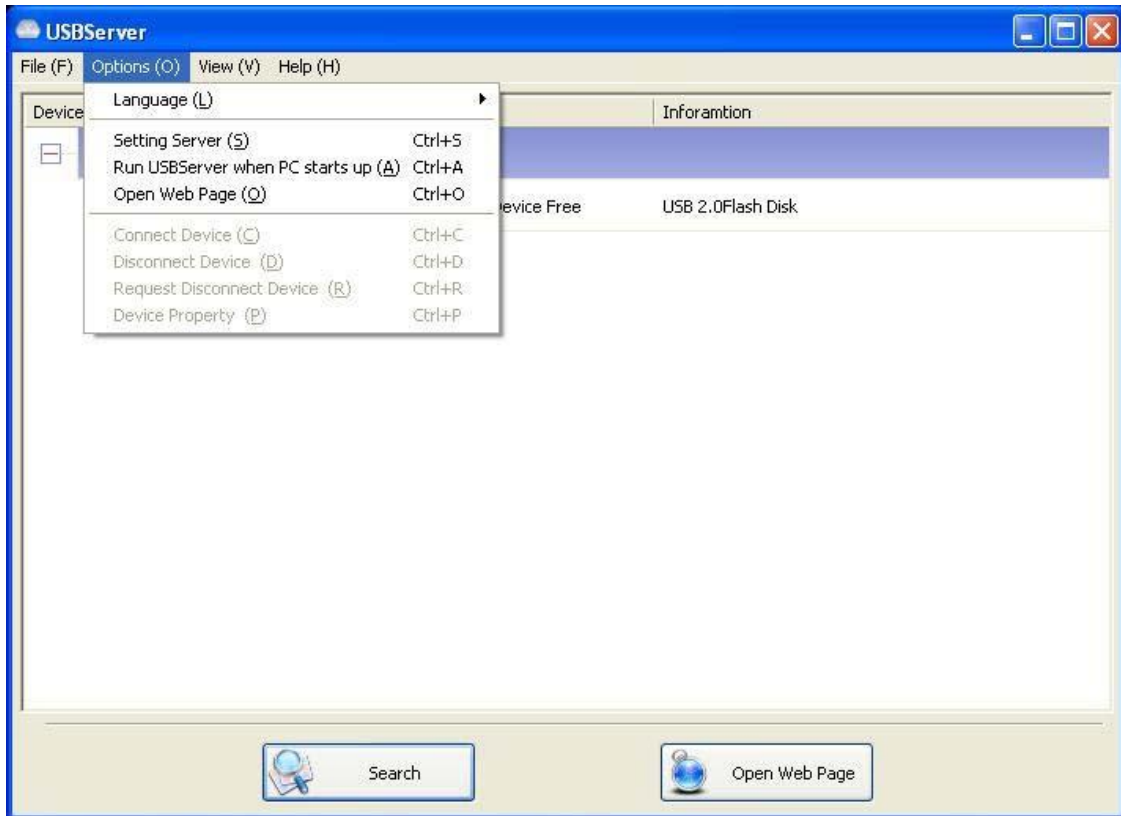 USBServer
File (F) Options (O) View (V) Help (H)
Device Inforamtion
Language (L)
Setting Server (S) Ctrl+S
Run USBServer when PC starts up (A) Ctrl+A
Open Web Page (O) Ctrl+O
evice Free USB 2.0Flash Disk
Connect Device (C) Ctrl+C
Disconnect Device (D) Ctrl+D
Request Disconnect Device (R) Ctrl+R
Device Property (P) Ctrl+P
Search Open Web Page